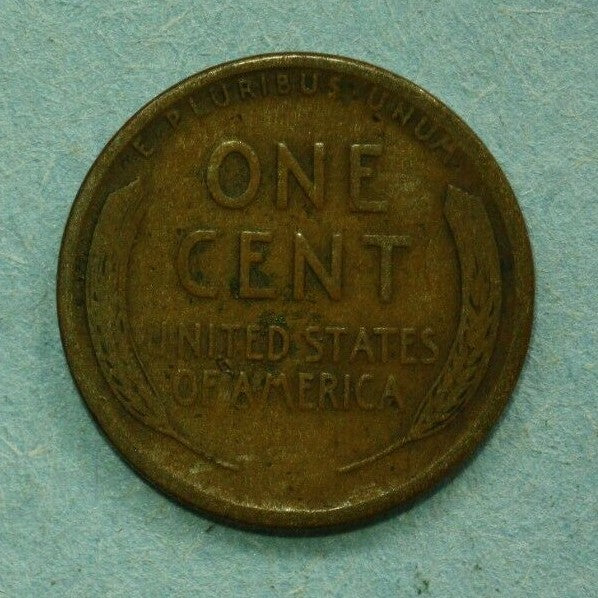 E·PLURIBUS·UNUM
ONE
CENT
UNITED·STATES
OF·AMERICA